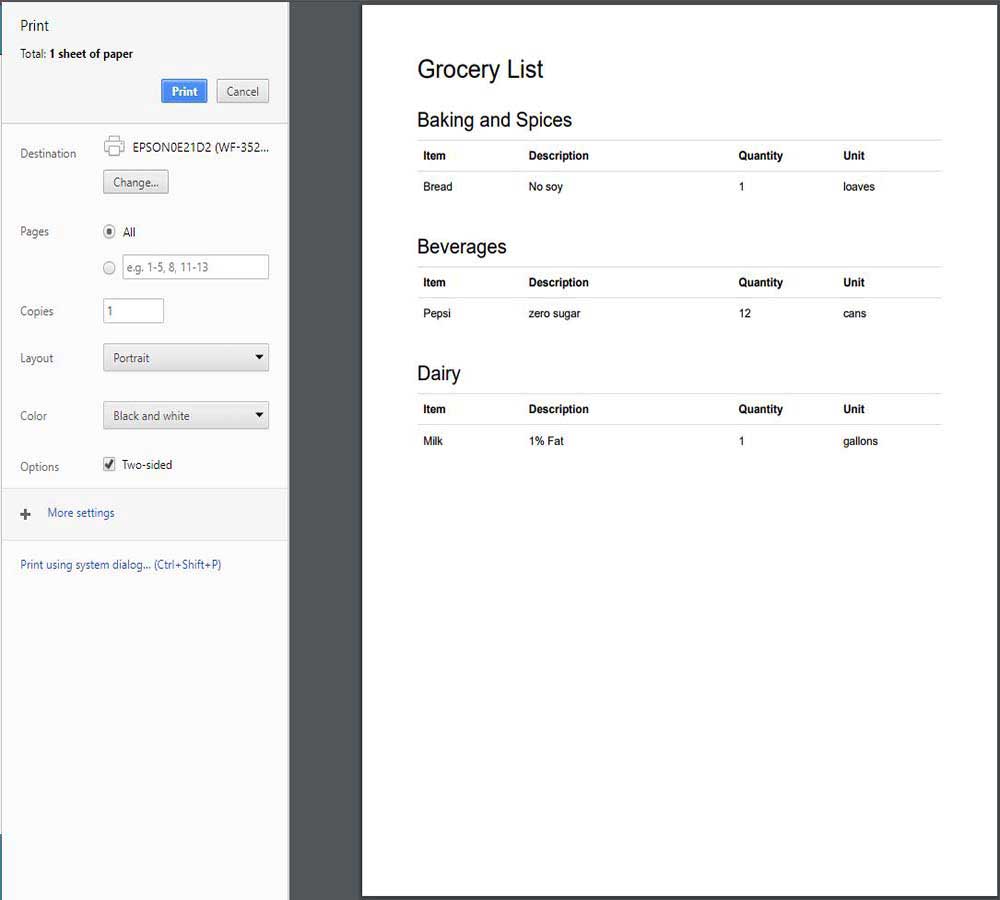 Print
Total: 1 sheet of paper
Print Cancel
Destination EPSON0E21D2 (WF-352...
Change...
Pages All
e.g. 1-5, 8, 11-13
Copies 1
Layout Portrait
Color Black and white
Options Two-sided
More settings
Print using system dialog... (Ctrl+Shift+P)
Grocery List
Baking and Spices
Item Description Quantity Unit
Bread No soy 1 loaves
Beverages
Item Description Quantity Unit
Pepsi zero sugar 12 cans
Dairy
Item Description Quantity Unit
Milk 1% Fat 1 gallons